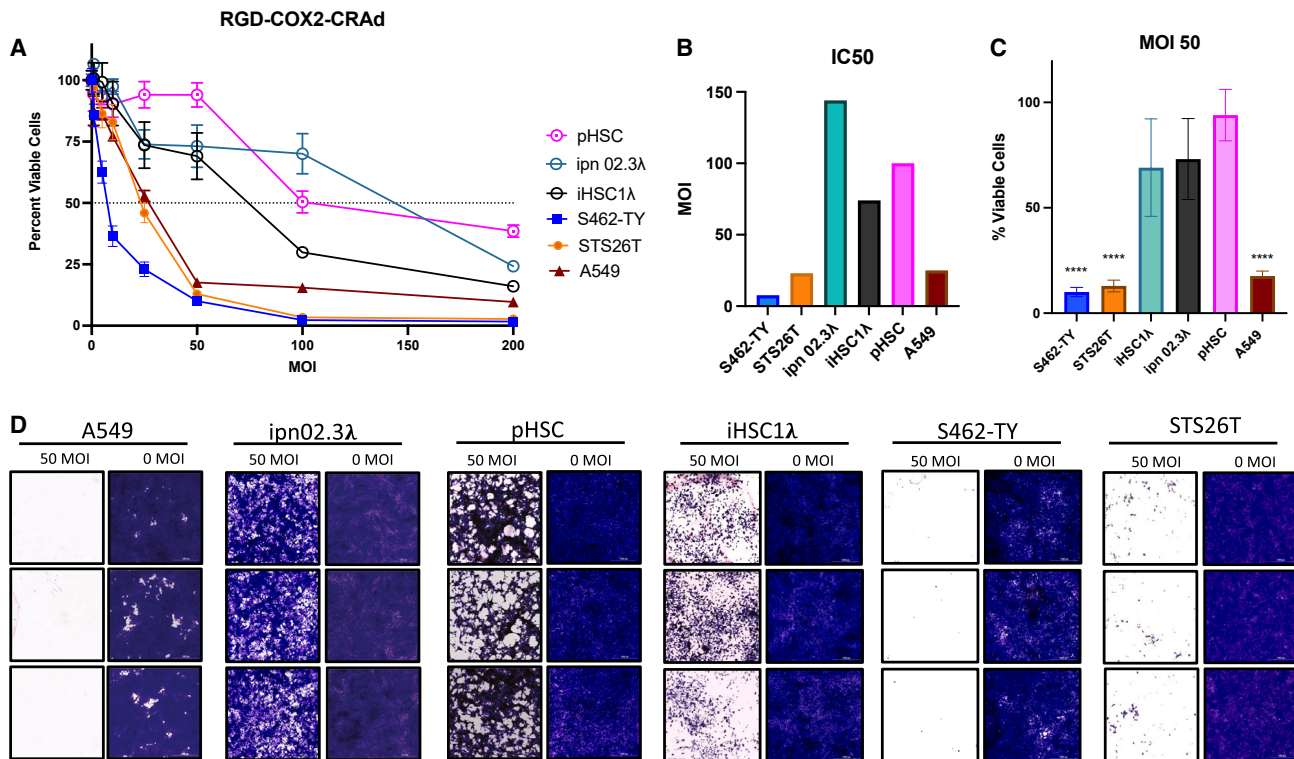 RGD-COX2-CRAd
A
Percent Viable Cells
100
75
50
25
0
0
50
100
150
200
MOI
pHSC
ipn 02.3λ
iHSC1λ
S462-TY
STS26T
A549
B
IC50
MOI
150
100
50
0
S462-TY
STS26T
ipn 02.3λ
iHSC1λ
pHSC
A549
C
MOI 50
% Viable Cells
100
50
0
****
****
****
S462-TY
STS26T
iHSC1λ
ipn 02.3λ
pHSC
A549
D
A549
ipn02.3λ
pHSC
iHSC1λ
S462-TY
STS26T
50 MOI
0 MOI
50 MOI
0 MOI
50 MOI
0 MOI
50 MOI
0 MOI
50 MOI
0 MOI
50 MOI
0 MOI